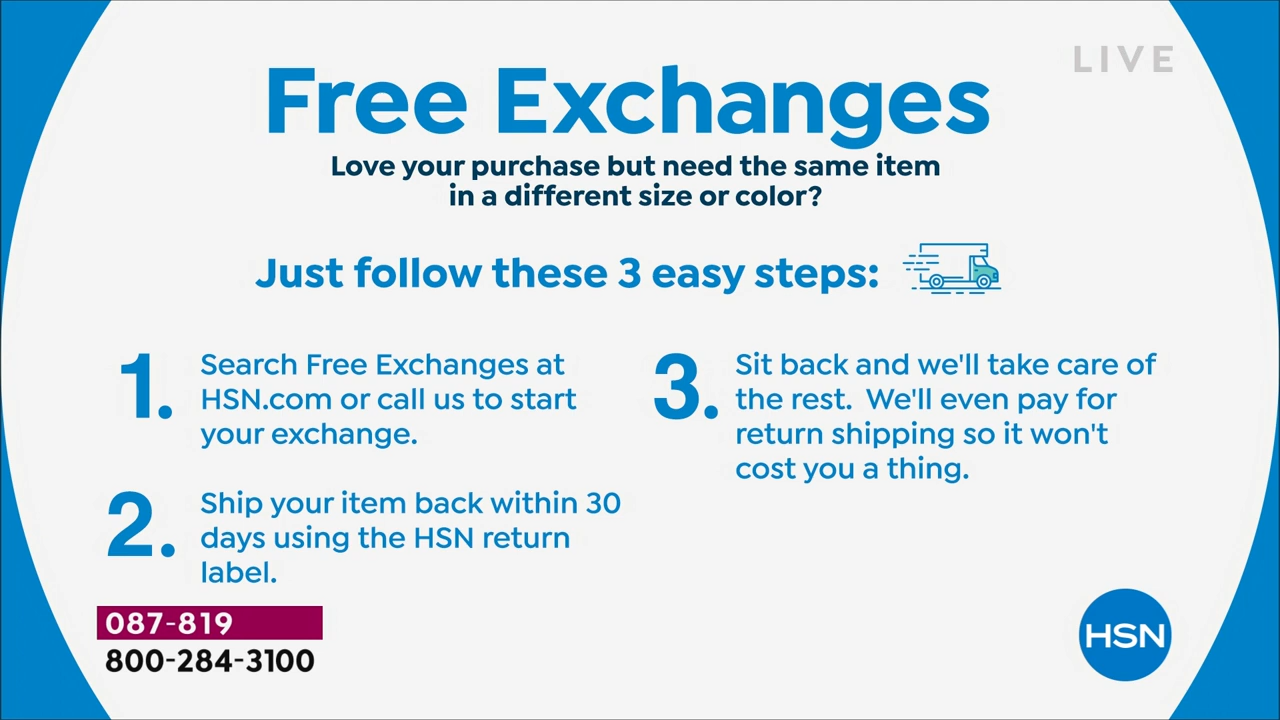 LIVE
Free Exchanges
Love your purchase but need the same item
in a different size or color?
Just follow these 3 easy steps:
1. Search Free Exchanges at
HSN.com or call us to start
your exchange.
2. Ship your item back within 30
days using the HSN return
label.
3. Sit back and we'll take care of
the rest. We'll even pay for
return shipping so it won't
cost you a thing.
087-819
800-284-3100
HSN